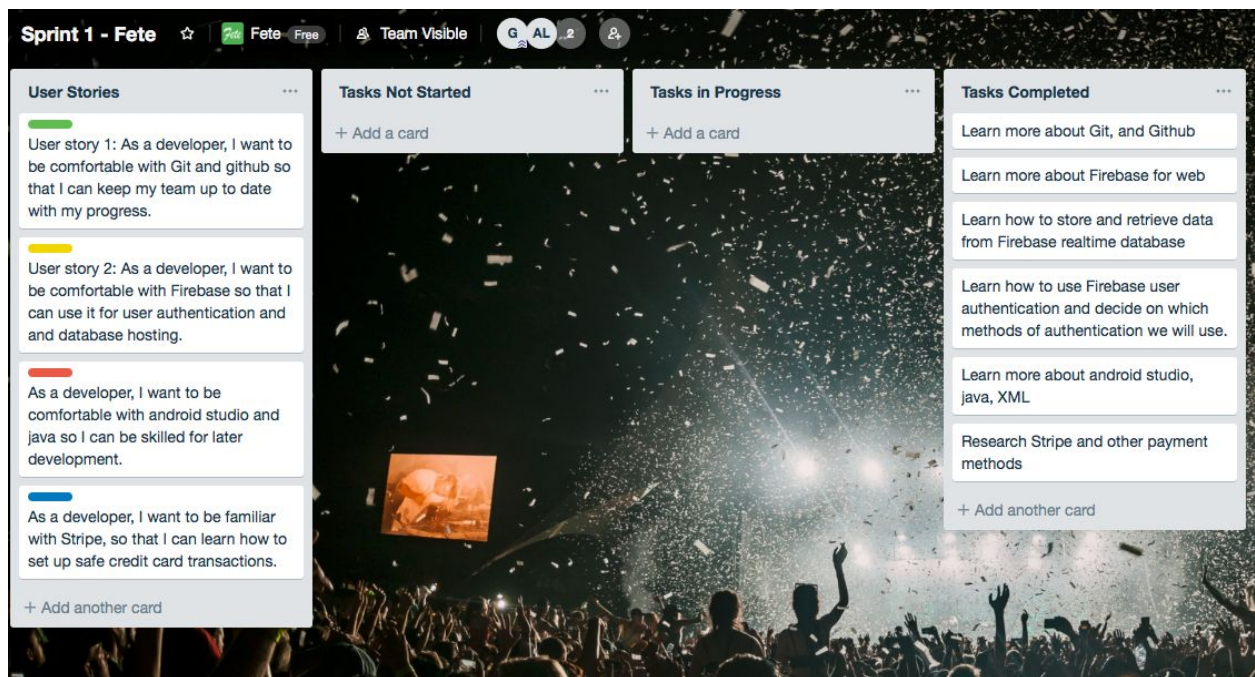 Sprint 1 - Fete
Fete
Fete
Free
Team Visible
G
AL
2
User Stories
User story 1: As a developer, I want to
be comfortable with Git and github so
that I can keep my team up to date
with my progress.
User story 2: As a developer, I want to
be comfortable with Firebase so that I
can use it for user authentication and
and database hosting.
As a developer, I want to be
comfortable with android studio and
java so I can be skilled for later
development.
As a developer, I want to be familiar
with Stripe, so that I can learn how to
set up safe credit card transactions.
+ Add another card
Tasks Not Started
+ Add a card
Tasks in Progress
+ Add a card
Tasks Completed
Learn more about Git, and Github
Learn more about Firebase for web
Learn how to store and retrieve data
from Firebase realtime database
Learn how to use Firebase user
authentication and decide on which
methods of authentication we will use.
Learn more about android studio,
java, XML
Research Stripe and other payment
methods
+ Add another card